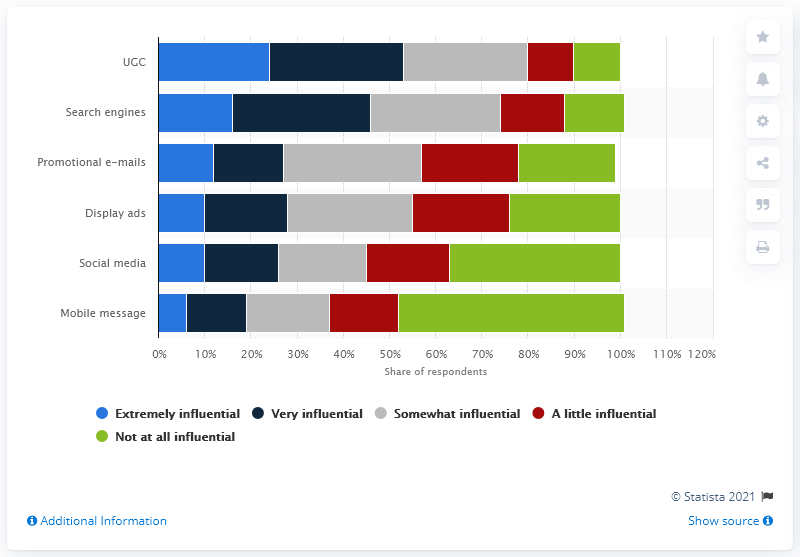 UGC
Search engines
Promotional e-mails
Display ads
Social media
Mobile message
0% 10% 20% 30% 40% 50% 60% 70% 80% 90% 100% 110% 120%
Share of respondents
Extremely influential Very influential Somewhat influential A little influential
Not at all influential
© Statista 2021
Additional Information Show source